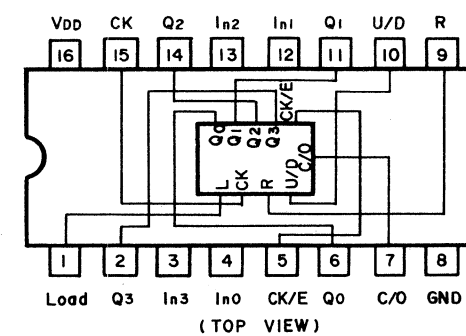 VDD CK Q2 In2 In1 Q1 U/D R
16 15 14 13 12 11 10 9
CK/E
Q0 Q1 Q2 Q3
C/O
L CK R U/D
1 2 3 4 5 6 7 8
Load Q3 In3 In0 CK/E Q0 C/O GND
(TOP VIEW)